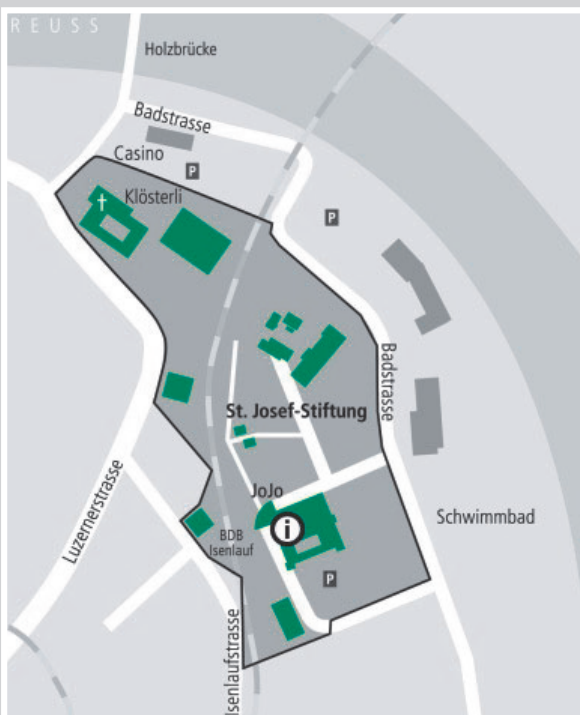 REUSS
Holzbrücke
Badstrasse
Casino
P
Klösterli
P
Badstrasse
St. Josef-Stiftung
Luzernerstrasse
JoJo
i
Schwimmbad
BDB
Isenlauf
P
Isenlaufstrasse